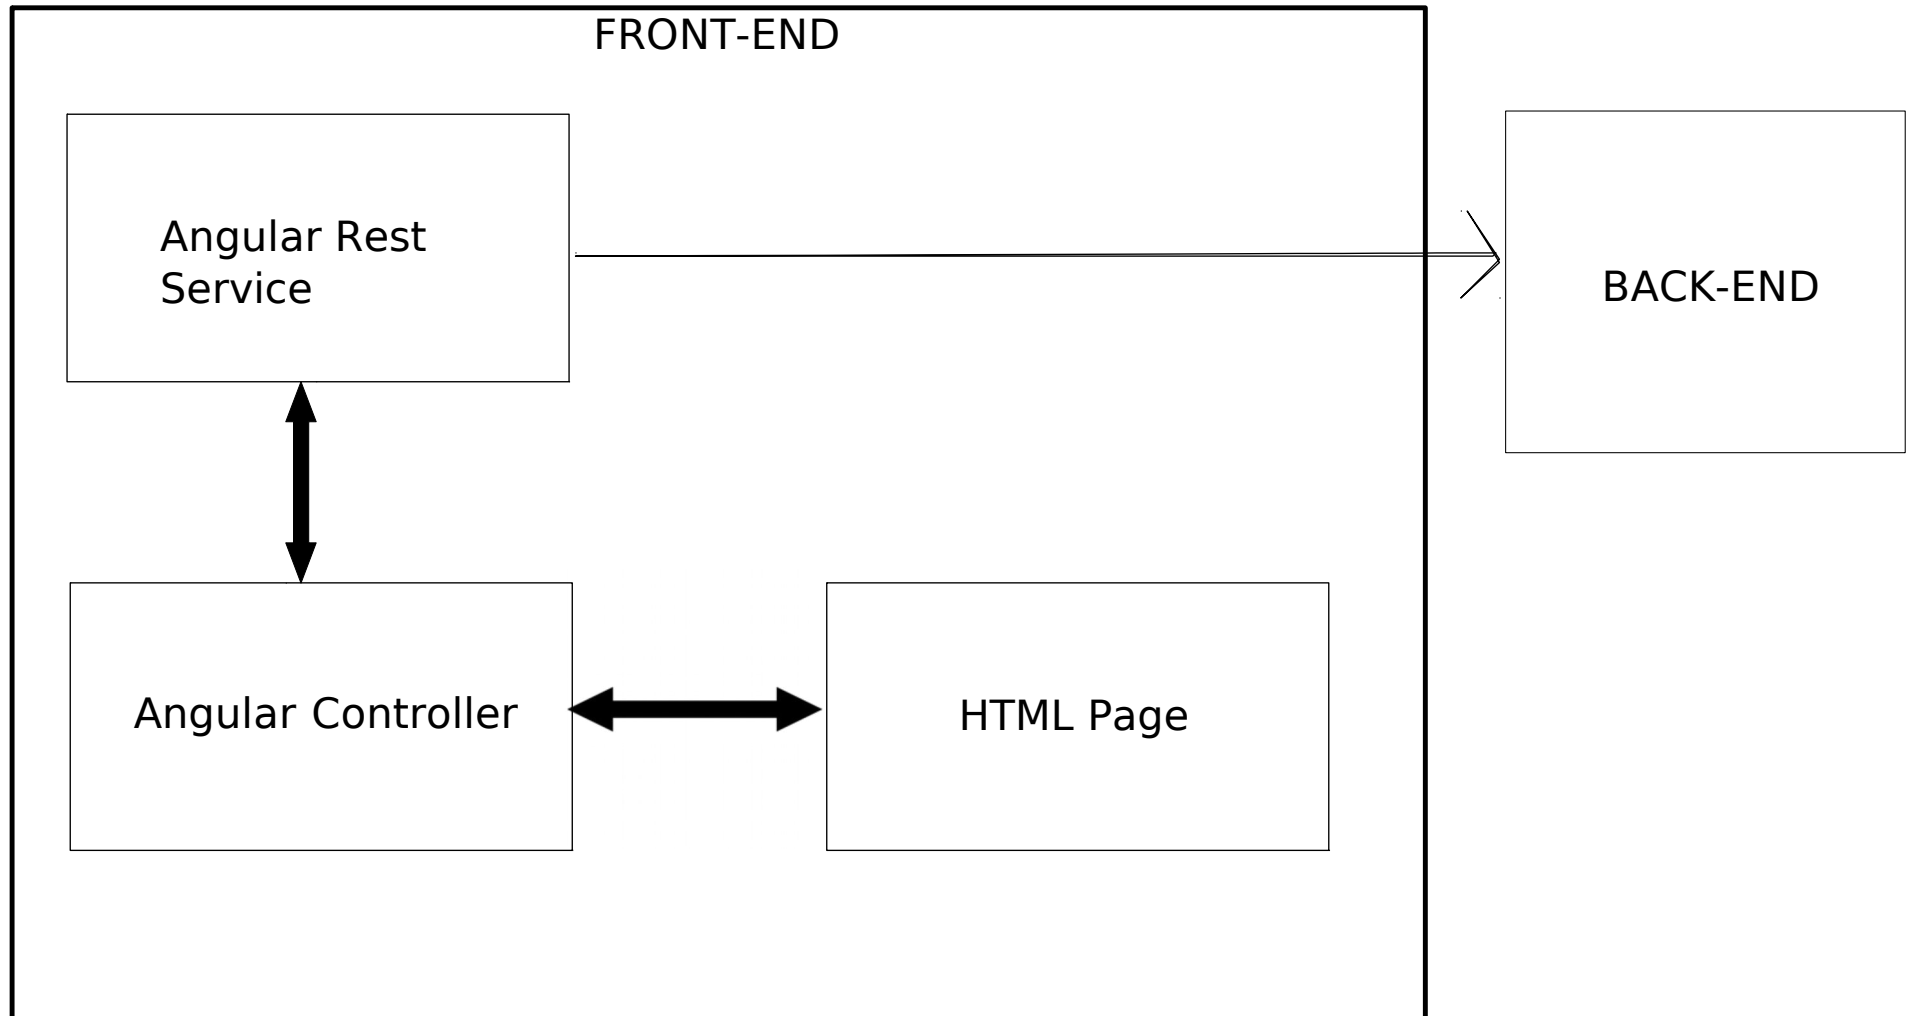 FRONT-END
Angular Rest
Service
BACK-END
Angular Controller
HTML Page